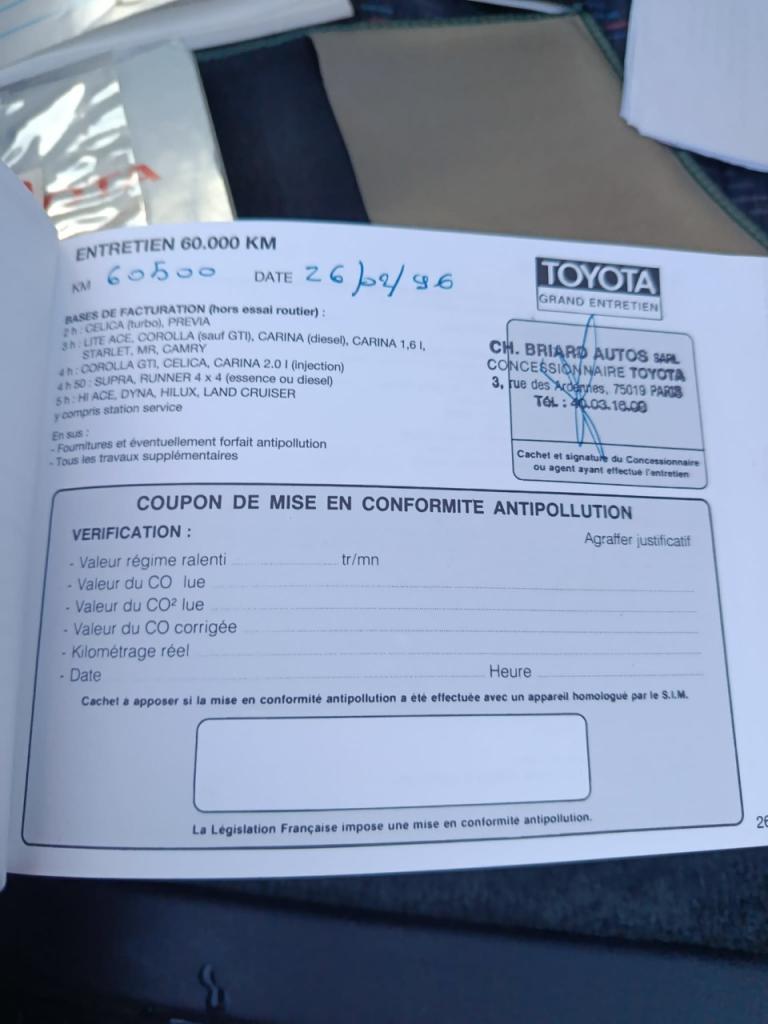 ENTRETIEN 60.000 KM
KM 60500 DATE 26/02/96
BASES DE FACTURATION (hors essai routier) :
2 h : CELICA (turbo), PREVIA
3 h : LITE ACE, COROLLA (sauf GTI), CARINA (diesel), CARINA 1,6 l,
STARLET, MR, CAMRY
4 h : COROLLA GTI, CELICA, CARINA 2.0 l (injection)
4 h 50 : SUPRA, RUNNER 4 x 4 (essence ou diesel)
5 h : HI ACE, DYNA, HILUX, LAND CRUISER
y compris station service
En sus :
- Fournitures et éventuellement forfait antipollution
- Tous les travaux supplémentaires
TOYOTA
GRAND ENTRETIEN
CH. BRIARD AUTOS SARL
CONCESSIONNAIRE TOYOTA
3, rue des Ardennes, 75019 PARIS
Tél. : 40.03.16.00
Cachet et signature du Concessionnaire
ou agent ayant effectué l'entretien
COUPON DE MISE EN CONFORMITE ANTIPOLLUTION
VERIFICATION :
Agraffer justificatif
- Valeur régime ralenti tr/mn
- Valeur du CO lue
- Valeur du CO² lue
- Valeur du CO corrigée
- Kilométrage réel
- Date Heure
Cachet à apposer si la mise en conformité antipollution a été effectuée avec un appareil homologué par le S.I.M.
La Législation Française impose une mise en conformité antipollution.
26